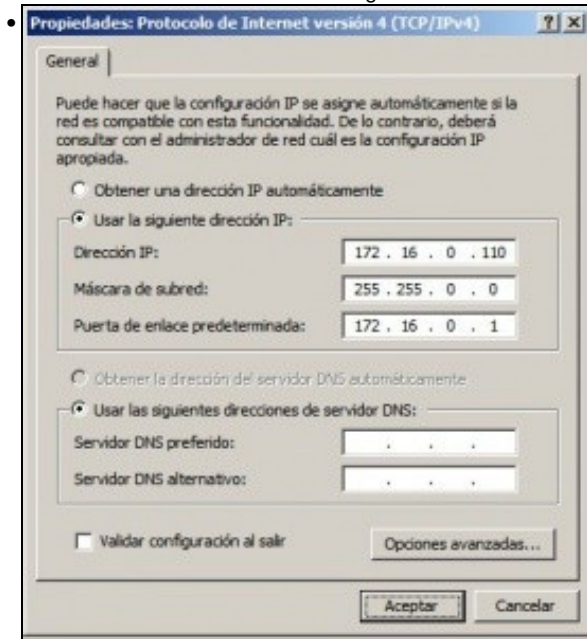 Propiedades: Protocolo de Internet versión 4 (TCP/IPv4)
General
Puede hacer que la configuración IP se asigne automáticamente si la
red es compatible con esta funcionalidad. De lo contrario, deberá
consultar con el administrador de red cuál es la configuración IP
apropiada.
Obtener una dirección IP automáticamente
Usar la siguiente dirección IP:
Dirección IP: 172 . 16 . 0 . 110
Máscara de subred: 255 . 255 . 0 . 0
Puerta de enlace predeterminada: 172 . 16 . 0 . 1
Obtener la dirección del servidor DNS automáticamente
Usar las siguientes direcciones de servidor DNS:
Servidor DNS preferido: . . .
Servidor DNS alternativo: . . .
Validar configuración al salir
Opciones avanzadas...
Aceptar Cancelar